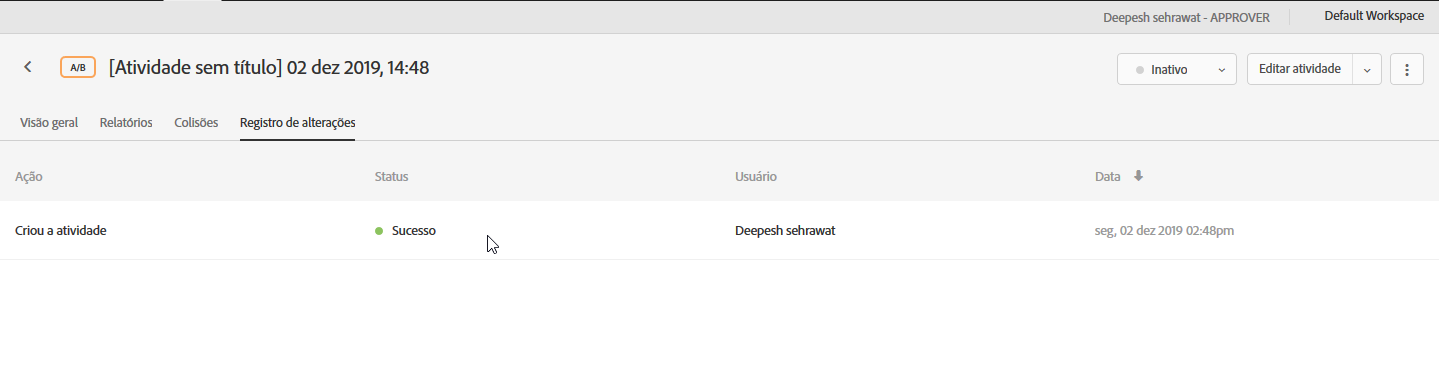 Deepesh sehrawat - APPROVER Default Workspace
A/B [Atividade sem título] 02 dez 2019, 14:48 Inativo Editar atividade
Visão geral Relatórios Colisões Registro de alterações
Ação Status Usuário Data
Criou a atividade Sucesso Deepesh sehrawat seg, 02 dez 2019 02:48pm